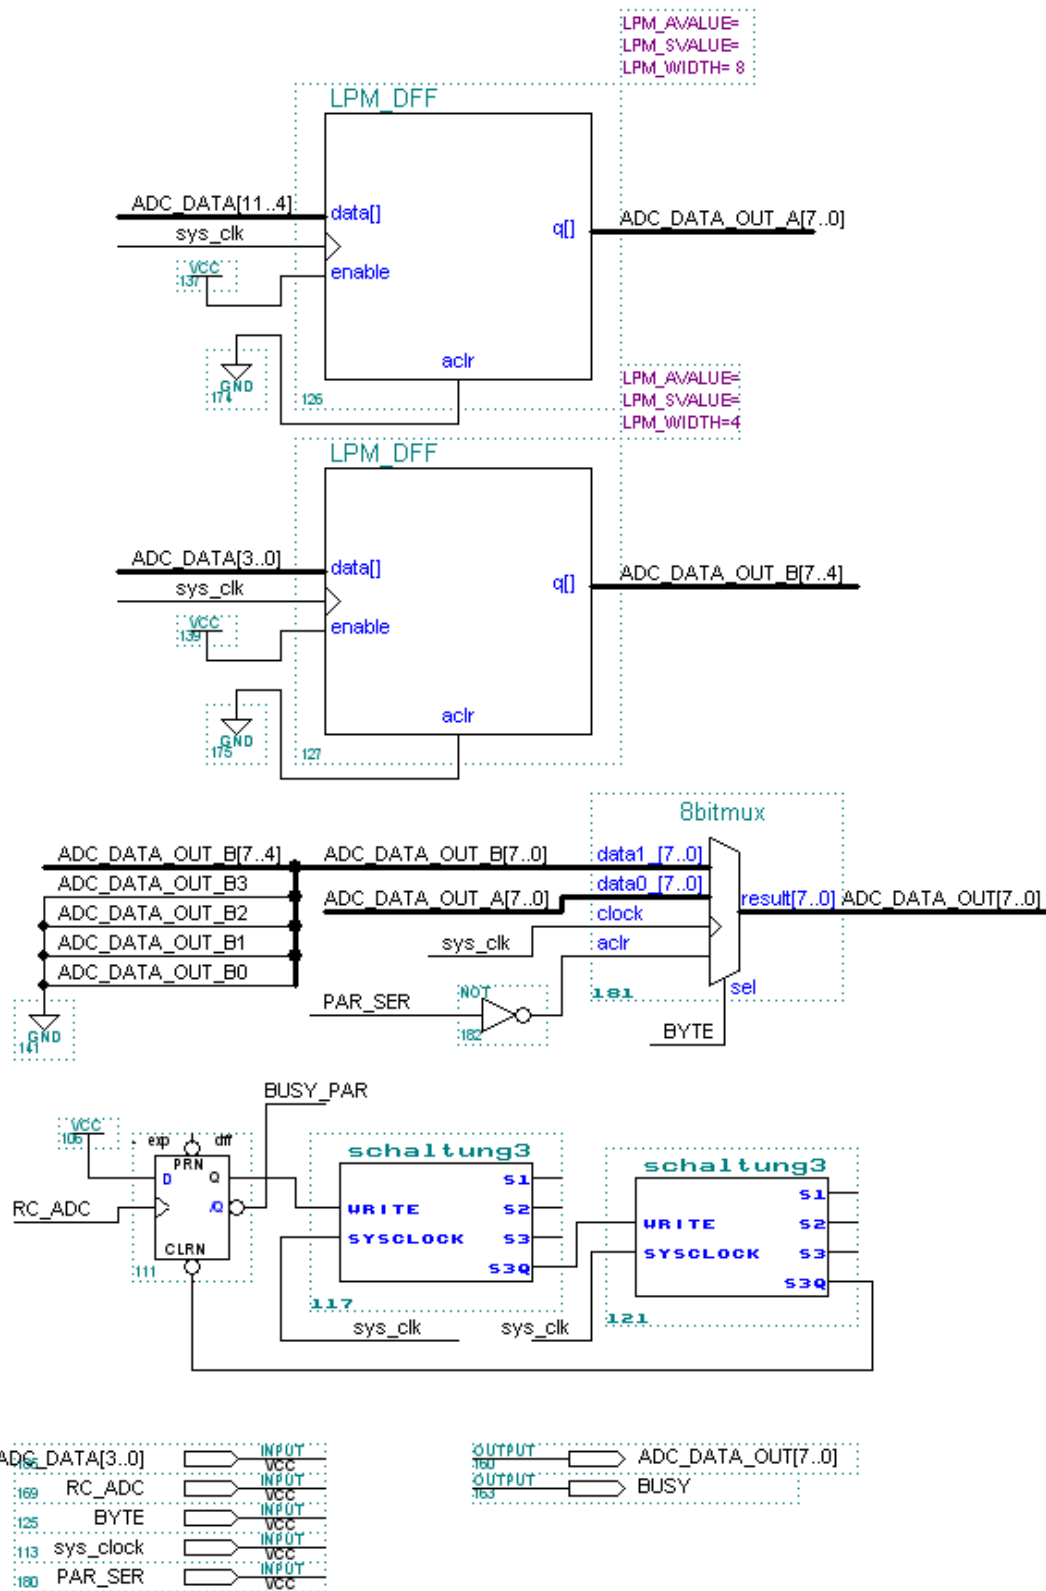 LPM_AVALUE=
LPM_SVALUE=
LPM_WIDTH= 8
LPM_DFF
ADC_DATA[11..4]
data[]
q[]
ADC_DATA_OUT_A[7..0]
sys_clk
VCC
137
enable
aclr
GND
174
126
LPM_AVALUE=
LPM_SVALUE=
LPM_WIDTH=4
LPM_DFF
ADC_DATA[3..0]
data[]
q[]
ADC_DATA_OUT_B[7..4]
sys_clk
VCC
139
enable
aclr
GND
175
127
8bitmux
ADC_DATA_OUT_B[7..4]
ADC_DATA_OUT_B[7..0]
data1_[7..0]
ADC_DATA_OUT_B3
data0_[7..0]
ADC_DATA_OUT_A[7..0]
result[7..0]
ADC_DATA_OUT[7..0]
ADC_DATA_OUT_B2
clock
ADC_DATA_OUT_B1
sys_clk
aclr
ADC_DATA_OUT_B0
PAR_SER
NOT
182
181
sel
GND
141
BYTE
BUSY_PAR
VCC
106
exp
dff
PRN
D
Q
/Q
RC_ADC
CLRN
111
schaltung3
S1
WRITE
S2
SYSCLOCK
S3
S3Q
117
sys_clk
schaltung3
S1
WRITE
S2
SYSCLOCK
S3
S3Q
121
sys_clk
ADC_DATA[3..0]
INPUT
VCC
OUTPUT
160
ADC_DATA_OUT[7..0]
169
RC_ADC
INPUT
VCC
OUTPUT
163
BUSY
125
BYTE
INPUT
VCC
113
sys_clock
INPUT
VCC
180
PAR_SER
INPUT
VCC